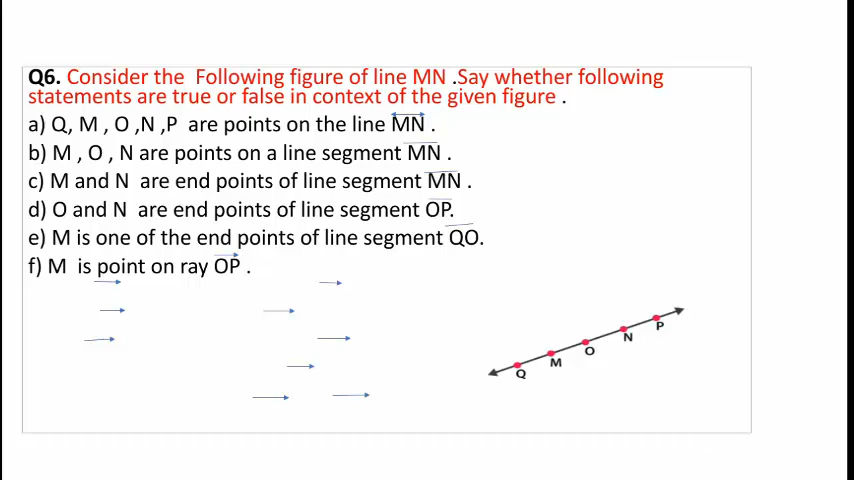 Q6. Consider the Following figure of line MN .Say whether following
statements are true or false in context of the given figure .
a) Q, M , O ,N ,P are points on the line MN .
b) M , O , N are points on a line segment MN .
c) M and N are end points of line segment MN .
d) O and N are end points of line segment OP.
e) M is one of the end points of line segment QO.
f) M is point on ray OP .
Q M O N P